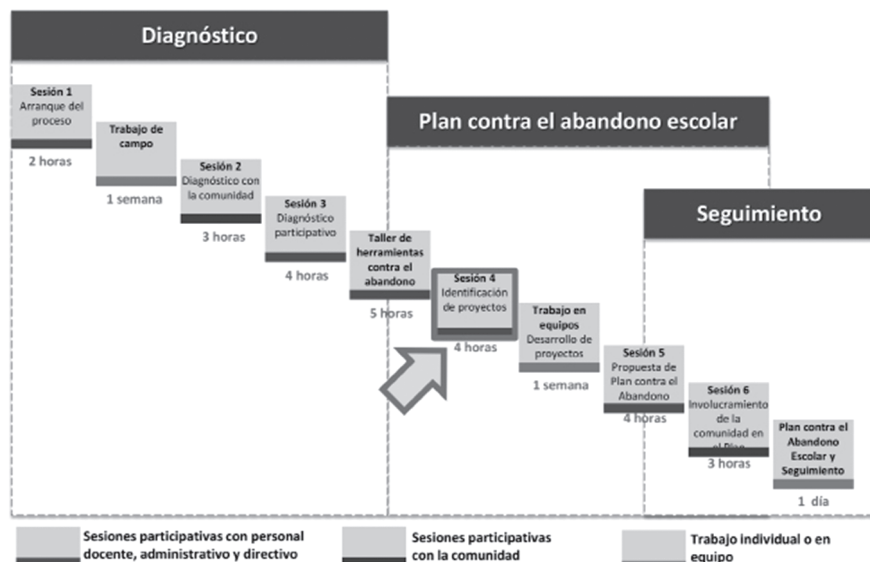 Diagnóstico
Sesión 1
Arranque del
proceso
2 horas
Trabajo de
campo
1 semana
Sesión 2
Diagnóstico con
la comunidad
3 horas
Sesión 3
Diagnóstico
participativo
4 horas
Taller de
herramientas
contra el
abandono
5 horas
Plan contra el abandono escolar
Sesión 4
Identificación
de proyectos
4 horas
Trabajo en
equipos
Desarrollo de
proyectos
1 semana
Seguimiento
Sesión 5
Propuesta de
Plan contra el
Abandono
4 horas
Sesión 6
Involucramiento
de la
comunidad en
el Plan
3 horas
Plan contra el
Abandono
Escolar y
Seguimiento
1 día
Sesiones participativas con personal
docente, administrativo y directivo
Sesiones participativas
con la comunidad
Trabajo individual o en
equipo